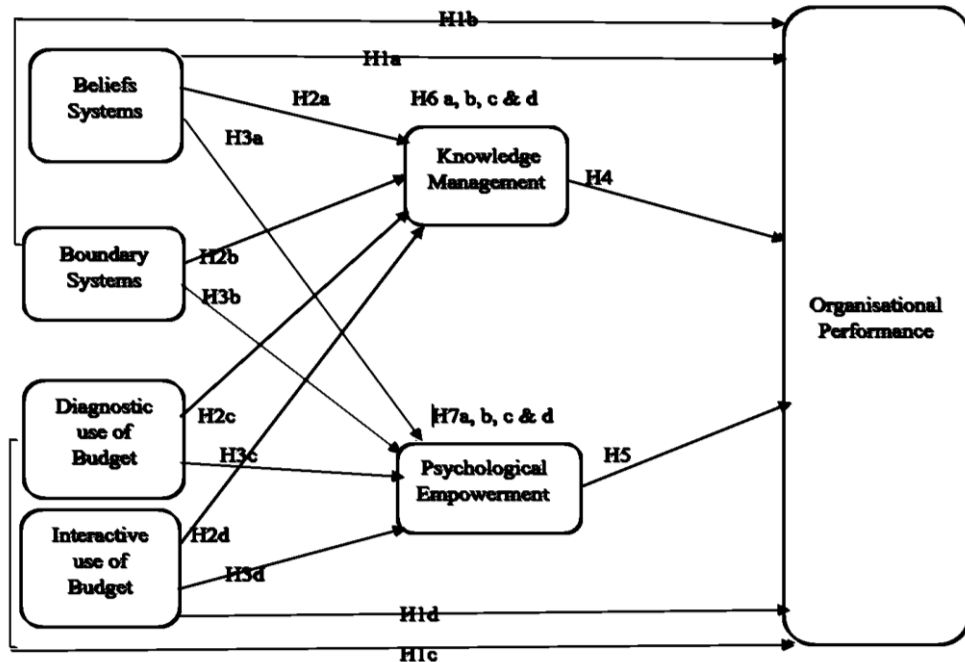 H1b
H1a
Beliefs
Systems
H2a
H6 a, b, c & d
H3a
Knowledge
Management
H4
Boundary
Systems
H2b
H3b
Organisational
Performance
Diagnostic
use of
Budget
H2c
H7a, b, c & d
H3c
Psychological
Empowerment
H5
Interactive
use of
Budget
H2d
H3d
H1d
H1c